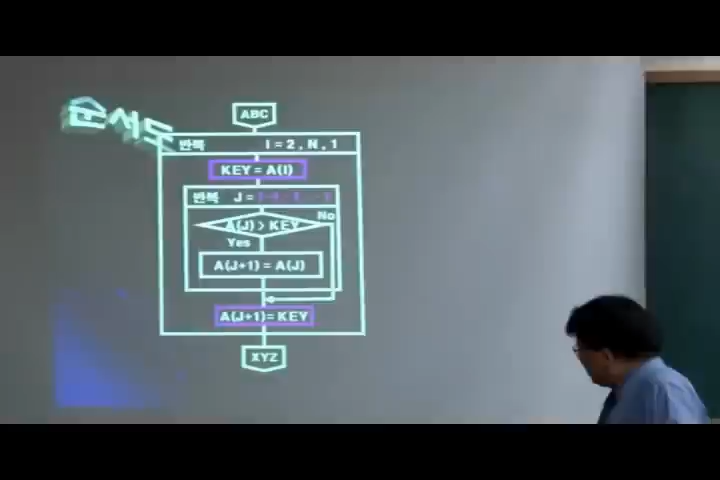 순서도
ABC
반복 I = 2 , N , 1
KEY = A(I)
반복 J =
A(J) > KEY
No
Yes
A(J+1) = A(J)
A(J+1)= KEY
XYZ